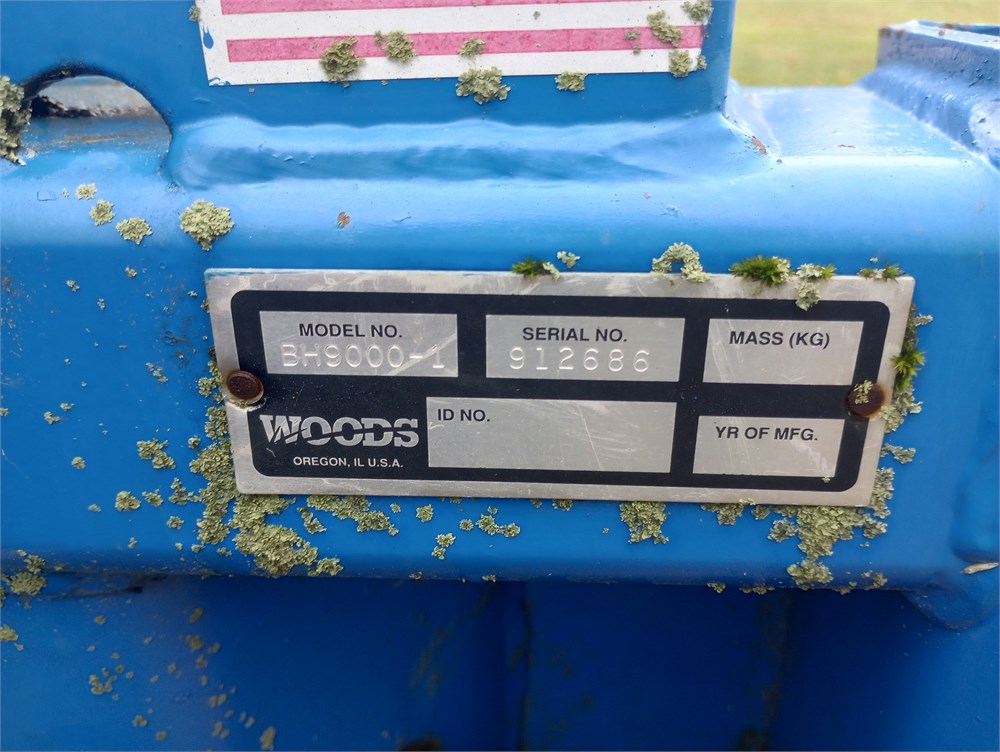 MODEL NO.
BH9000-1
SERIAL NO.
912686
MASS (KG)
WOODS
OREGON, IL U.S.A.
ID NO.
YR OF MFG.